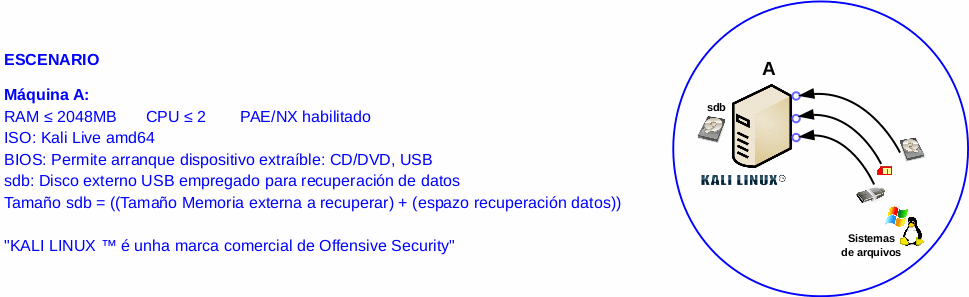 ESCENARIO
Máquina A:
RAM ≤ 2048MB CPU ≤ 2 PAE/NX habilitado
ISO: Kali Live amd64
BIOS: Permite arranque dispositivo extraíble: CD/DVD, USB
sdb: Disco externo USB empregado para recuperación de datos
Tamaño sdb = ((Tamaño Memoria externa a recuperar) + (espazo recuperación datos))
"KALI LINUX ™ é unha marca comercial de Offensive Security"
A
sdb
KALI LINUX
Sistemas
de arquivos